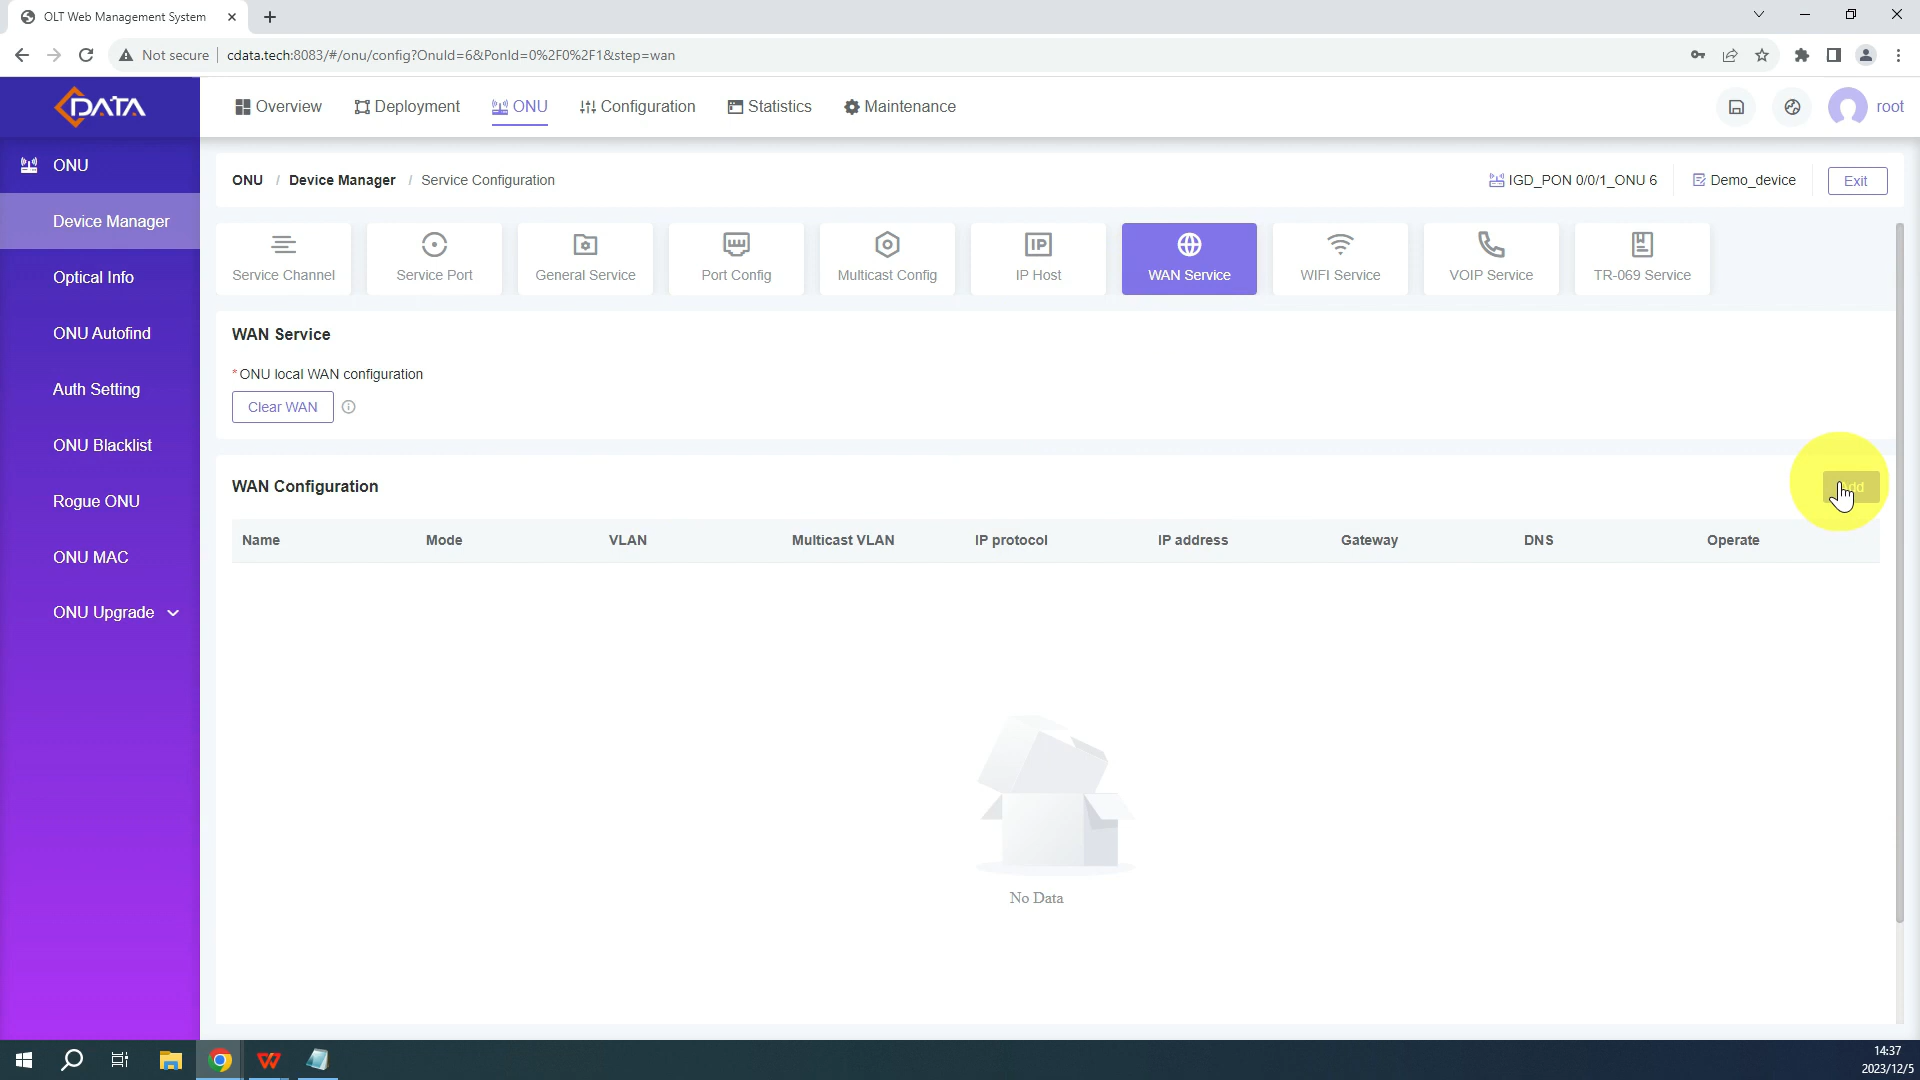 OLT Web Management System
Not secure
cdata.tech:8083/#/onu/config?OnuId=6&PonId=0%2F0%2F1&step=wan
DATA
Overview
Deployment
ONU
Configuration
Statistics
Maintenance
root
ONU
Device Manager
Optical Info
ONU Autofind
Auth Setting
ONU Blacklist
Rogue ONU
ONU MAC
ONU Upgrade
ONU / Device Manager / Service Configuration
IGD_PON 0/0/1_ONU 6
Demo_device
Exit
Service Channel
Service Port
General Service
Port Config
Multicast Config
IP
IP Host
WAN Service
WIFI Service
VOIP Service
TR-069 Service
WAN Service
*ONU local WAN configuration
Clear WAN
WAN Configuration
Name
Mode
VLAN
Multicast VLAN
IP protocol
IP address
Gateway
DNS
Operate
No Data
14:37
2023/12/5